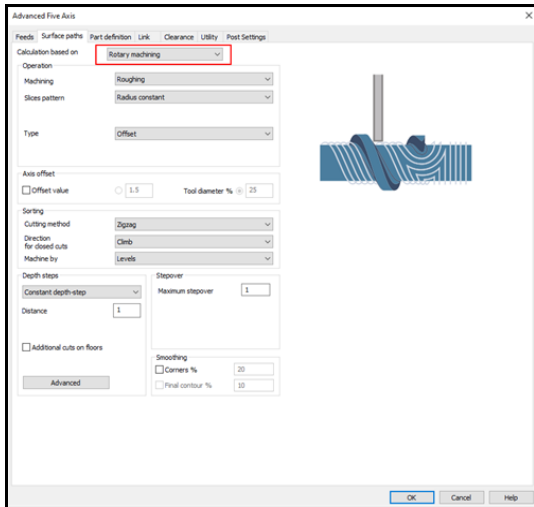 Advanced Five Axis
Feeds Surface paths Part definition Link Clearance Utility Post Settings
Calculation based on Rotary machining
Operation
Machining Roughing
Slices pattern Radius constant
Type Offset
Axis offset
Offset value 1.5 Tool diameter % 25
Sorting
Cutting method Zigzag
Direction
for closed cuts Climb
Machine by Levels
Depth steps Stepover
Constant depth-step Maximum stepover 1
Distance 1
Additional cuts on floors
Smoothing
Corners % 20
Advanced Final contour % 10
OK Cancel Help